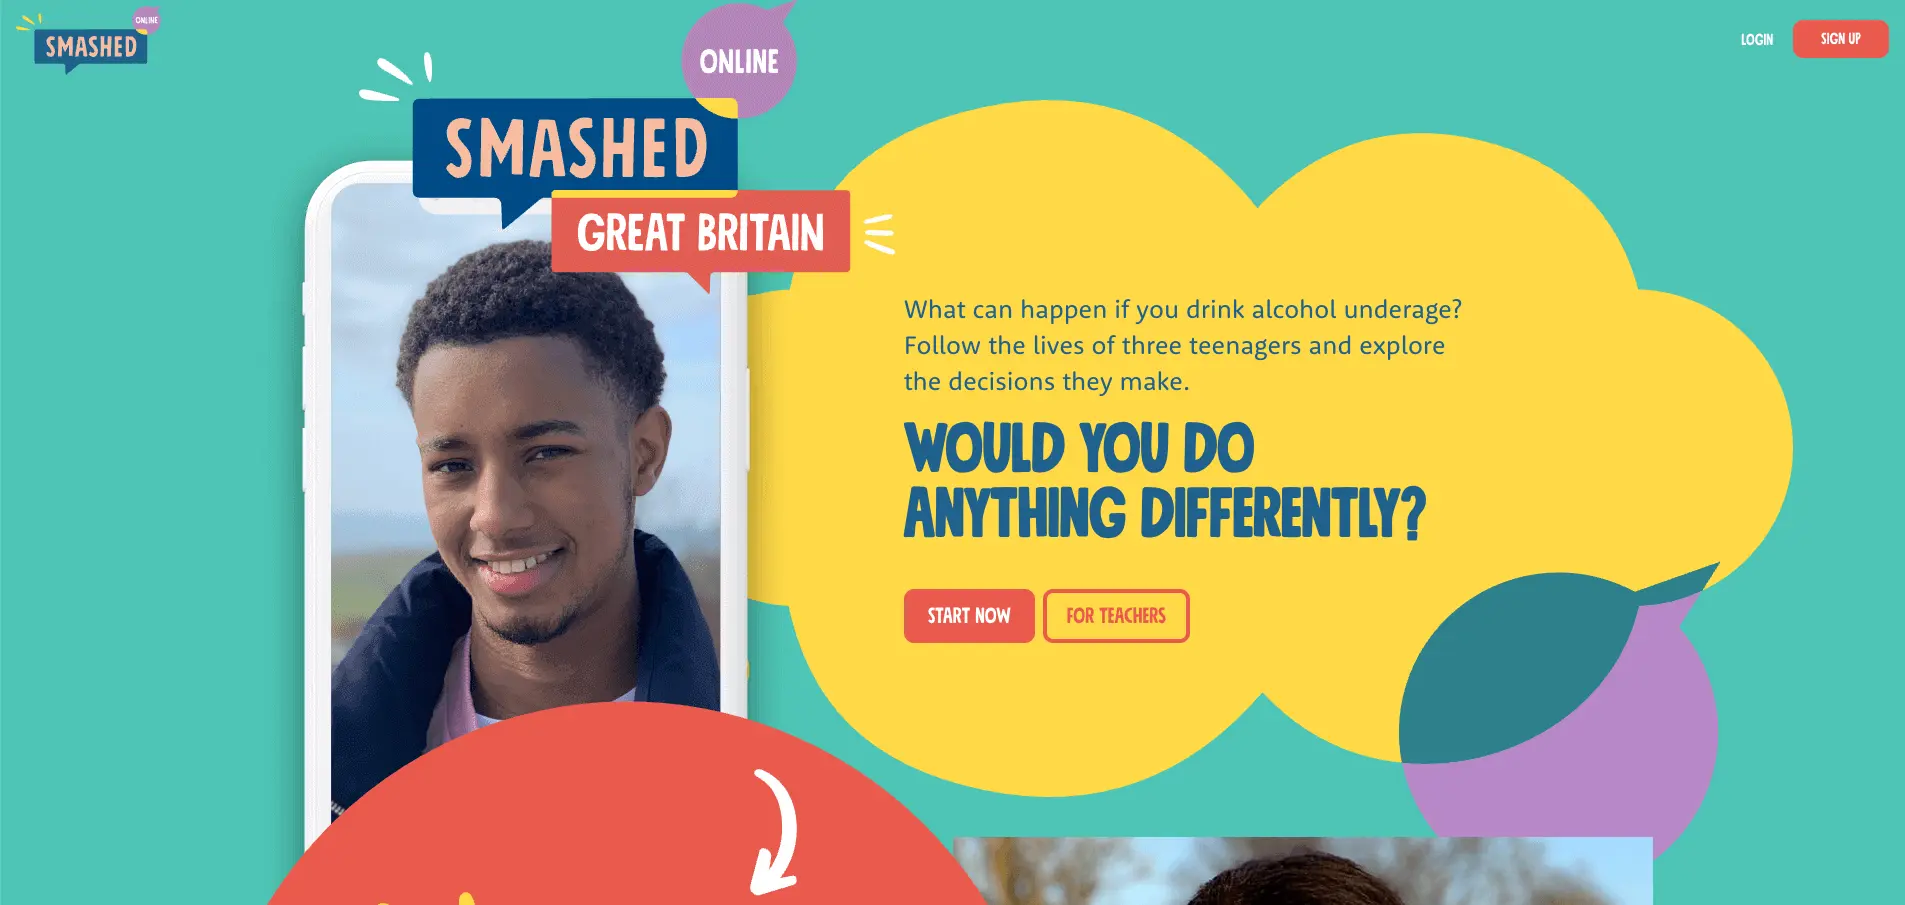 ONLINE
SMASHED
LOGIN
SIGN UP
ONLINE
SMASHED
GREAT BRITAIN
What can happen if you drink alcohol underage?
Follow the lives of three teenagers and explore
the decisions they make.
WOULD YOU DO
ANYTHING DIFFERENTLY?
START NOW
FOR TEACHERS